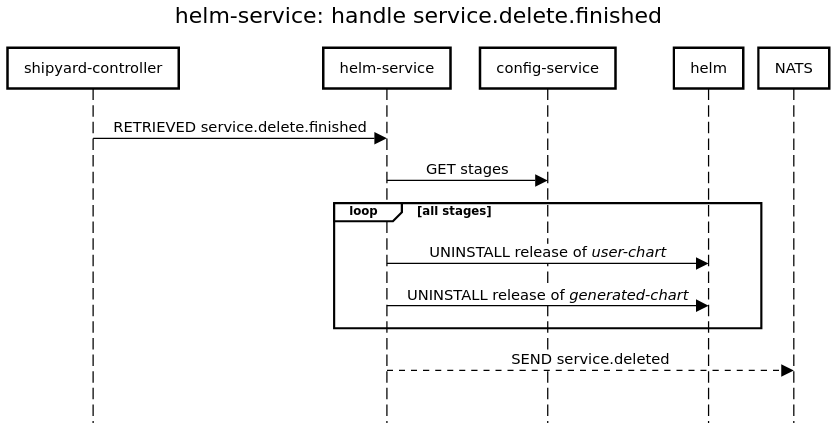 helm-service: handle service.delete.finished
shipyard-controller helm-service config-service helm NATS
RETRIEVED service.delete.finished
GET stages
loop [all stages]
UNINSTALL release of user-chart
UNINSTALL release of generated-chart
SEND service.deleted